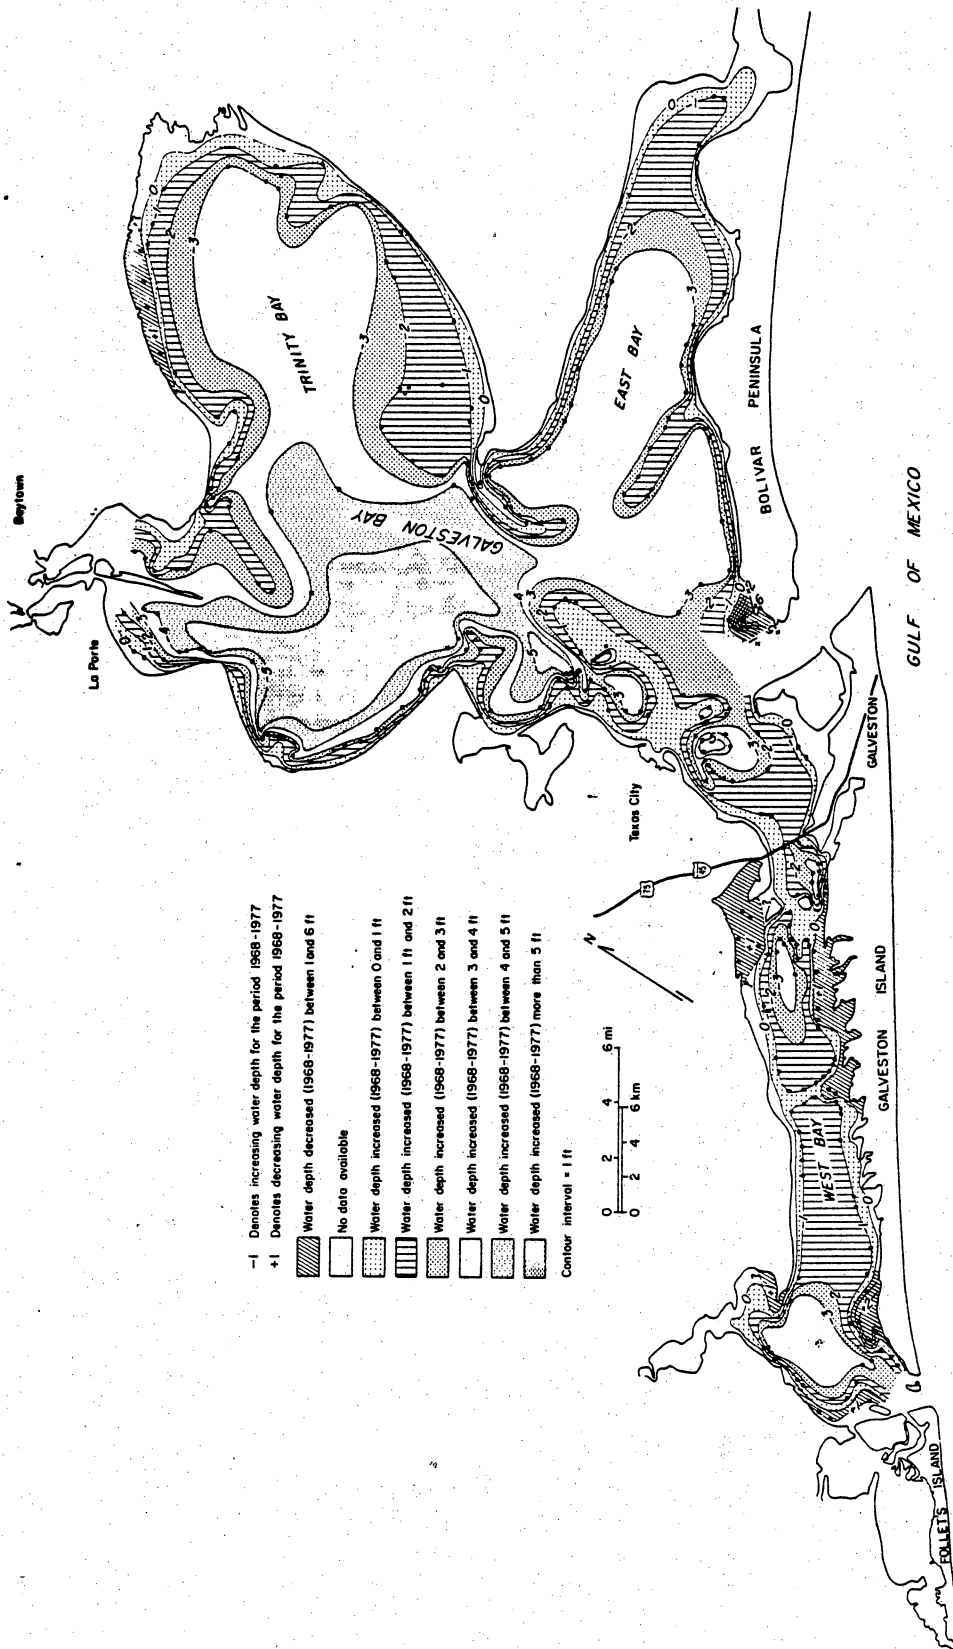 Baytown
La Porte
TRINITY BAY
GALVESTON BAY
EAST BAY
BOLIVAR PENINSULA
GULF OF MEXICO
Texas City
GALVESTON
75
45
GALVESTON ISLAND
WEST BAY
FOLLET'S ISLAND
N
-1 Denotes increasing water depth for the period 1968-1977
+1 Denotes decreasing water depth for the period 1968-1977
Water depth decreased (1968-1977) between 1 and 6 ft
No data available
Water depth increased (1968-1977) between 0 and 1 ft
Water depth increased (1968-1977) between 1 ft and 2 ft
Water depth increased (1968-1977) between 2 and 3 ft
Water depth increased (1968-1977) between 3 and 4 ft
Water depth increased (1968-1977) between 4 and 5 ft
Water depth increased (1968-1977) more than 5 ft
Contour interval = 1 ft
0 2 4 6 mi
0 2 4 6 km